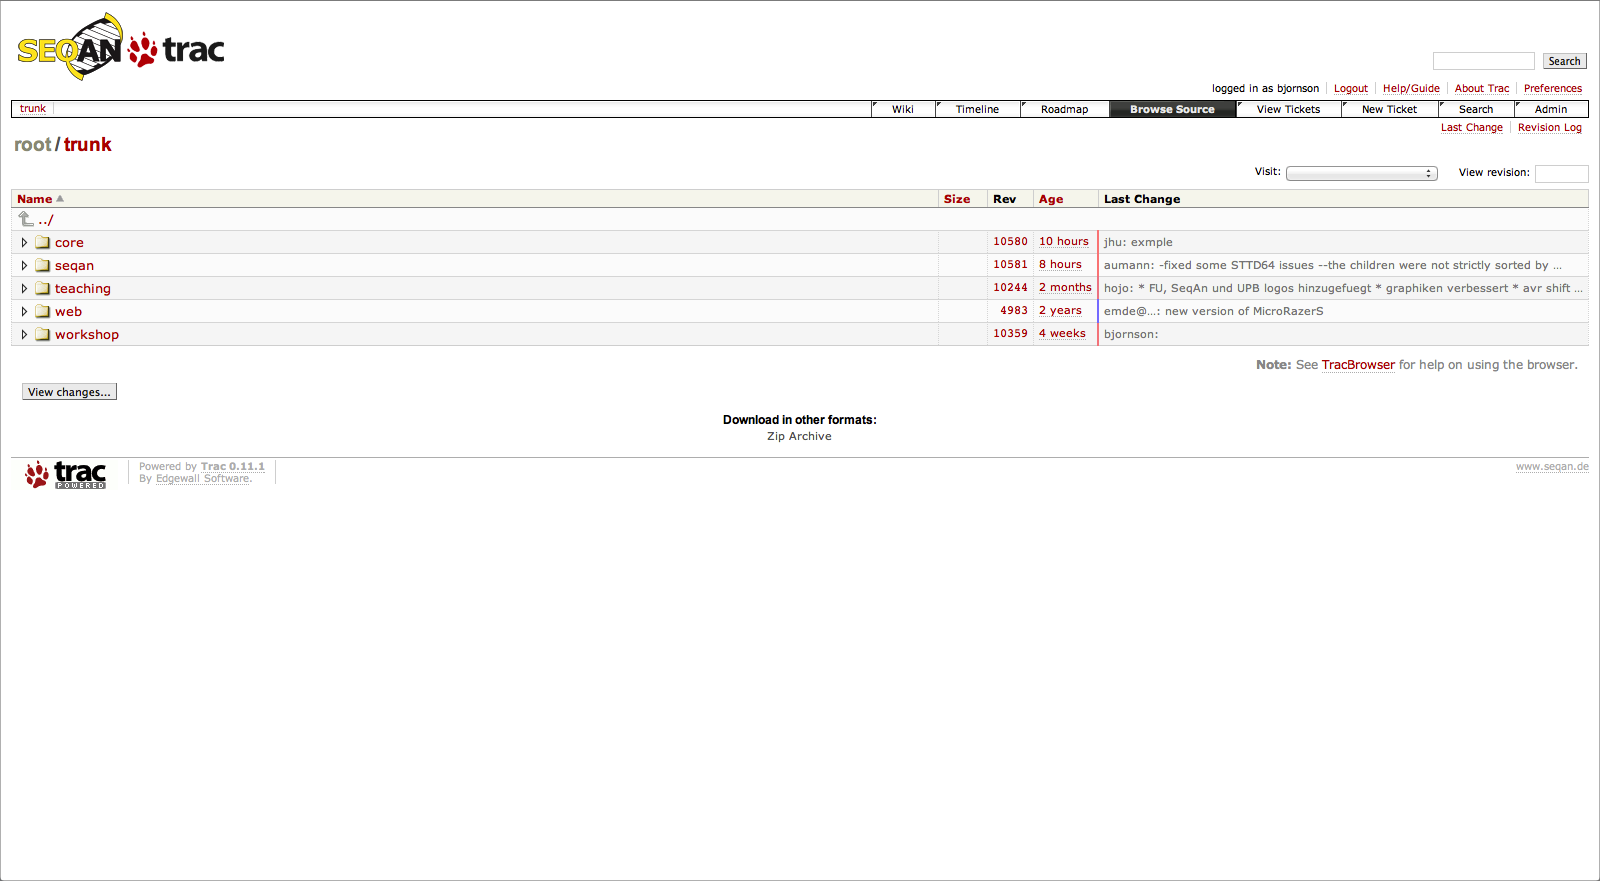 SEQAN trac
Search
logged in as bjornson Logout Help/Guide About Trac Preferences
trunk Wiki Timeline Roadmap Browse Source View Tickets New Ticket Search Admin
Last Change Revision Log
root / trunk
Visit: View revision:
Name Size Rev Age Last Change
../
core 10580 10 hours jhu: exmple
seqan 10581 8 hours aumann: -fixed some STTD64 issues --the children were not strictly sorted by ...
teaching 10244 2 months hojo: * FU, SeqAn und UPB logos hinzugefuegt * graphiken verbessert * avr shift ...
web 4983 2 years emde@...: new version of MicroRazerS
workshop 10359 4 weeks bjornson:
Note: See TracBrowser for help on using the browser.
View changes...
Download in other formats:
Zip Archive
trac POWERED
Powered by Trac 0.11.1
By Edgewall Software.
www.seqan.de